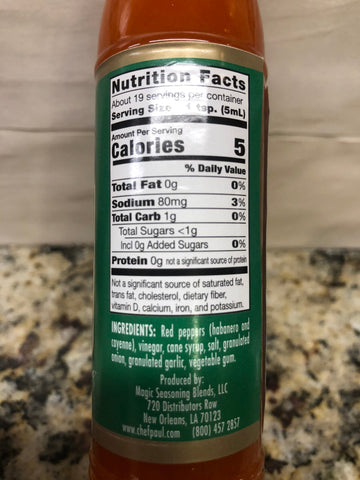 Nutrition Facts
About 19 servings per container
Serving Size 1 tsp. (5mL)
Amount Per Serving
Calories 5
% Daily Value
Total Fat 0g 0%
Sodium 80mg 3%
Total Carb 1g 0%
Total Sugars <1g
Incl 0g Added Sugars 0%
Protein 0g not a significant source of protein
Not a significant source of saturated fat,
trans fat, cholesterol, dietary fiber,
vitamin D, calcium, iron, and potassium.
INGREDIENTS: Red peppers (habanero and
cayenne), vinegar, cane syrup, salt, granulated
onion, granulated garlic, vegetable gum.
Produced by:
Magic Seasoning Blends, LLC
720 Distributors Row
New Orleans, LA 70123
www.chefpaul.com (800) 457 2857